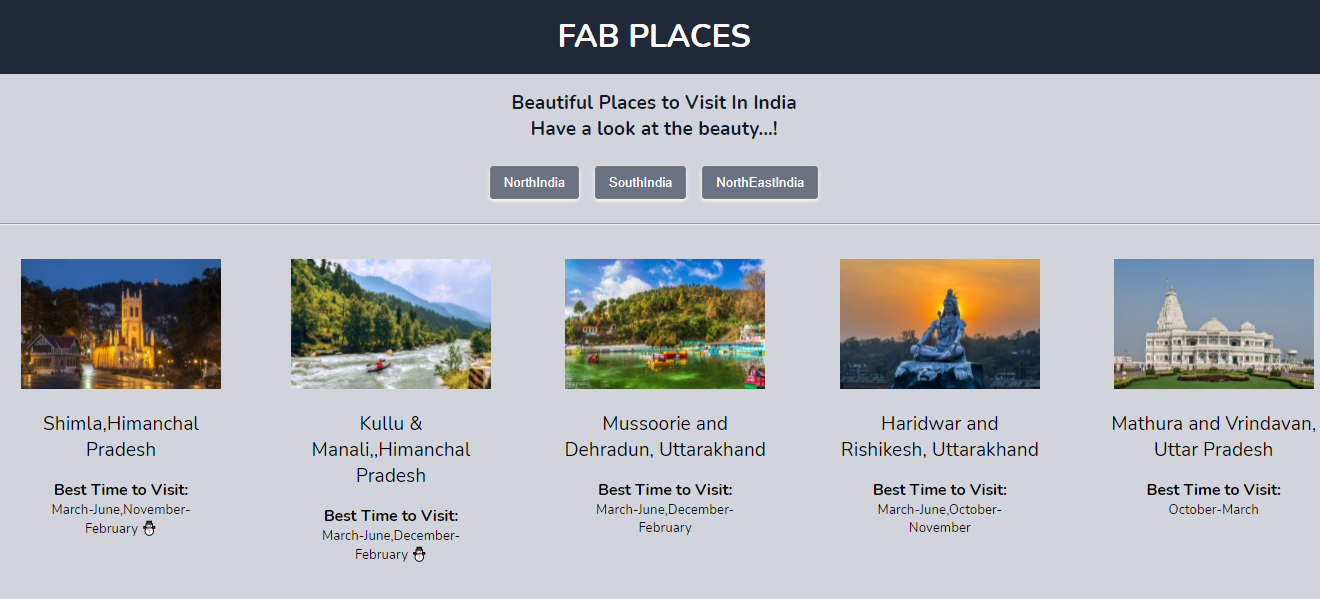 FAB PLACES
Beautiful Places to Visit In India
Have a look at the beauty...!
NorthIndia
SouthIndia
NorthEastIndia
Shimla,Himanchal
Pradesh
Best Time to Visit:
March-June,November-
February ⛄
Kullu &
Manali,,Himanchal
Pradesh
Best Time to Visit:
March-June,December-
February ⛄
Mussoorie and
Dehradun, Uttarakhand
Best Time to Visit:
March-June,December-
February
Haridwar and
Rishikesh, Uttarakhand
Best Time to Visit:
March-June,October-
November
Mathura and Vrindavan,
Uttar Pradesh
Best Time to Visit:
October-March